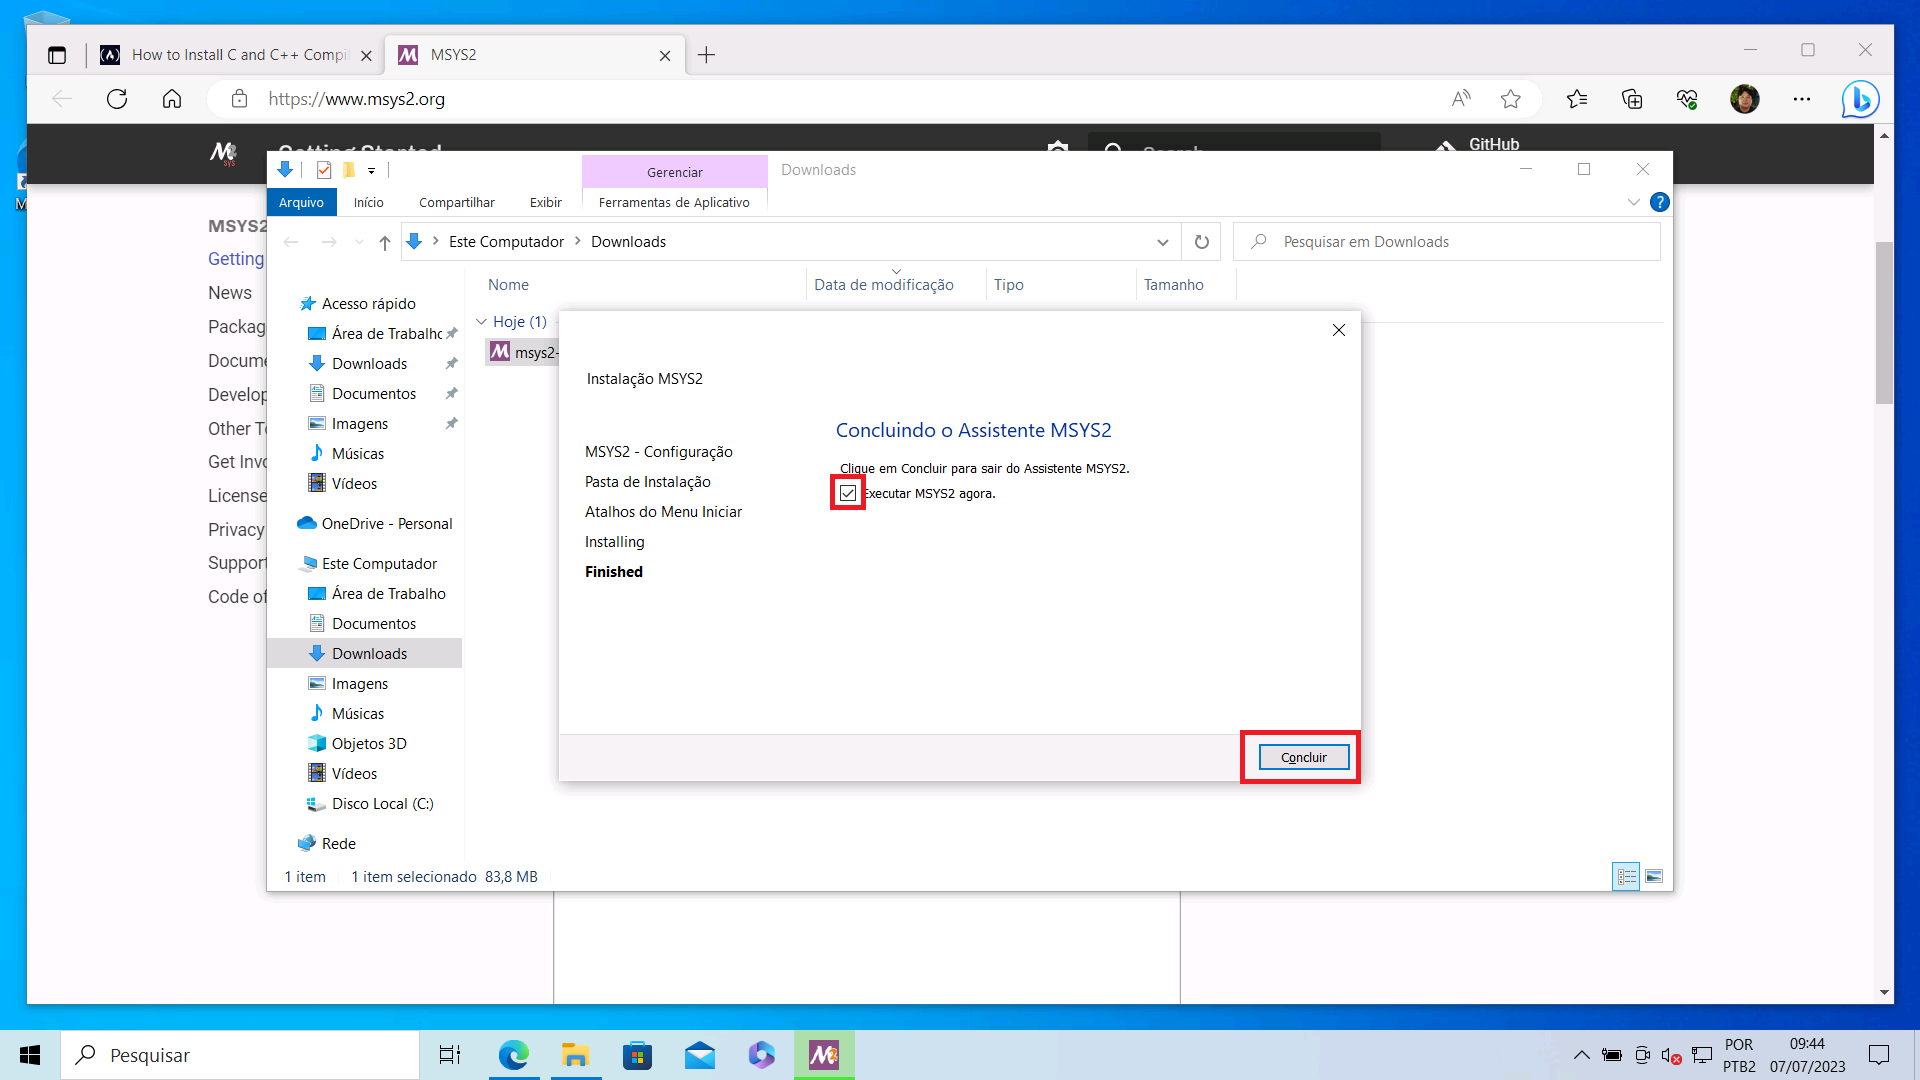 How to Install C and C++ Compi
MSYS2
https://www.msys2.org
Getting Started
Search
GitHub
Gerenciar
Downloads
Arquivo
Início
Compartilhar
Exibir
Ferramentas de Aplicativo
Este Computador
Downloads
Pesquisar em Downloads
MSYS2
Getting
News
Packag
Docume
Develop
Other To
Get Invo
License
Privacy
Support
Code of
Nome
Data de modificação
Tipo
Tamanho
Acesso rápido
Área de Trabalho
Downloads
Documentos
Imagens
Músicas
Vídeos
OneDrive - Personal
Este Computador
Área de Trabalho
Documentos
Downloads
Imagens
Músicas
Objetos 3D
Vídeos
Disco Local (C:)
Rede
Hoje (1)
msys2-
Instalação MSYS2
MSYS2 - Configuração
Pasta de Instalação
Atalhos do Menu Iniciar
Installing
Finished
Concluindo o Assistente MSYS2
Clique em Concluir para sair do Assistente MSYS2.
Executar MSYS2 agora.
Concluir
1 item
1 item selecionado 83,8 MB
Pesquisar
POR
PTB2
09:44
07/07/2023